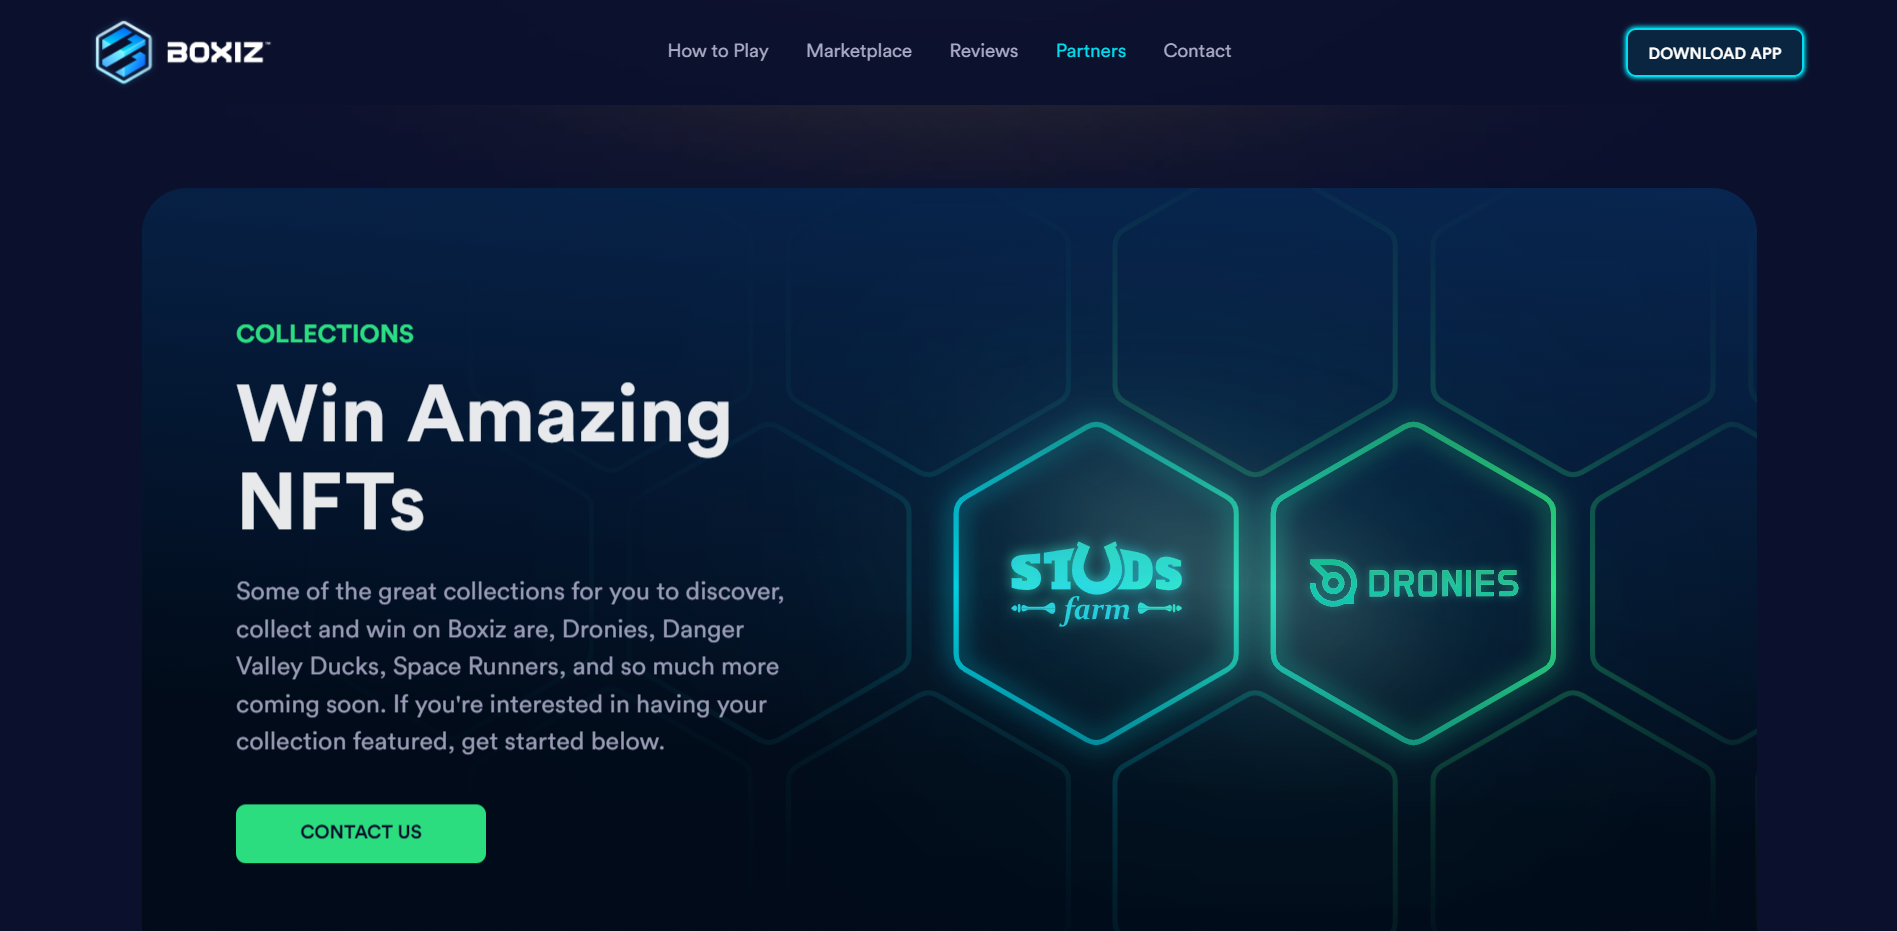 BOXIZ™
How to Play
Marketplace
Reviews
Partners
Contact
DOWNLOAD APP
COLLECTIONS
Win Amazing
NFTs
Some of the great collections for you to discover,
collect and win on Boxiz are, Dronies, Danger
Valley Ducks, Space Runners, and so much more
coming soon. If you're interested in having your
collection featured, get started below.
CONTACT US
STUDS
farm
DRONIES